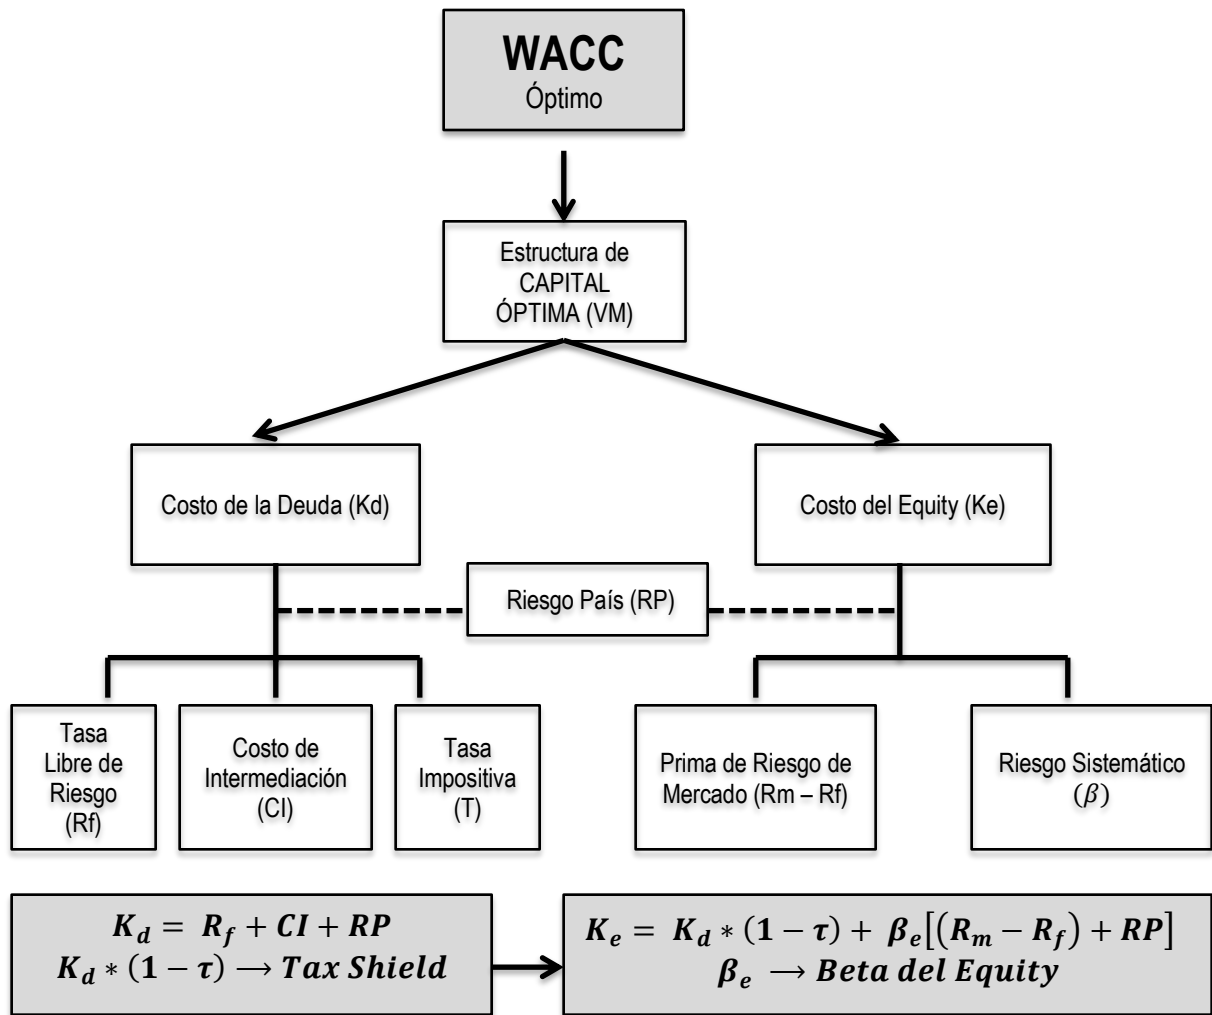 WACC
Óptimo
Estructura de
CAPITAL
ÓPTIMA (VM)
Costo de la Deuda (Kd)
Costo del Equity (Ke)
Riesgo País (RP)
Tasa
Libre de
Riesgo
(Rf)
Costo de
Intermediación
(CI)
Tasa
Impositiva
(T)
Prima de Riesgo de
Mercado (Rm – Rf)
Riesgo Sistemático
(β)
K_d = R_f + CI + RP
K_d * (1 − τ) → Tax Shield
K_e = K_d * (1 − τ) + β_e[(R_m − R_f) + RP]
β_e → Beta del Equity